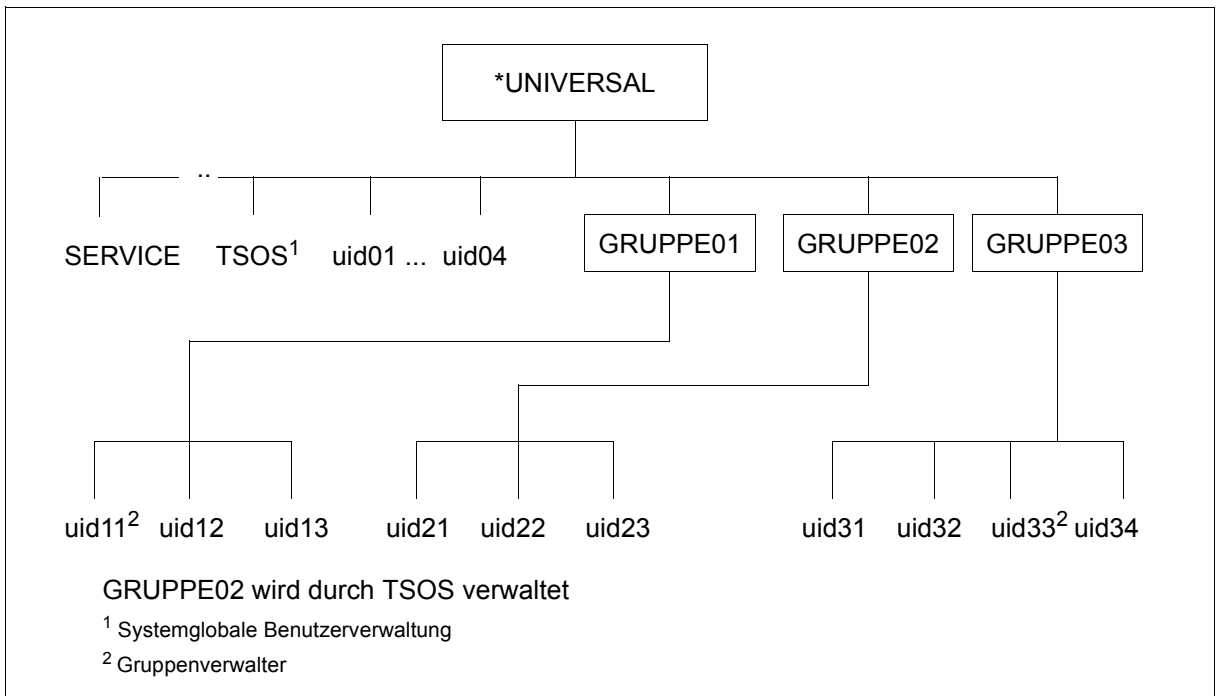 *UNIVERSAL
..
SERVICE TSOS¹ uid01 ... uid04 GRUPPE01 GRUPPE02 GRUPPE03
uid11² uid12 uid13 uid21 uid22 uid23 uid31 uid32 uid33² uid34
GRUPPE02 wird durch TSOS verwaltet
¹ Systemglobale Benutzerverwaltung
² Gruppenverwalter